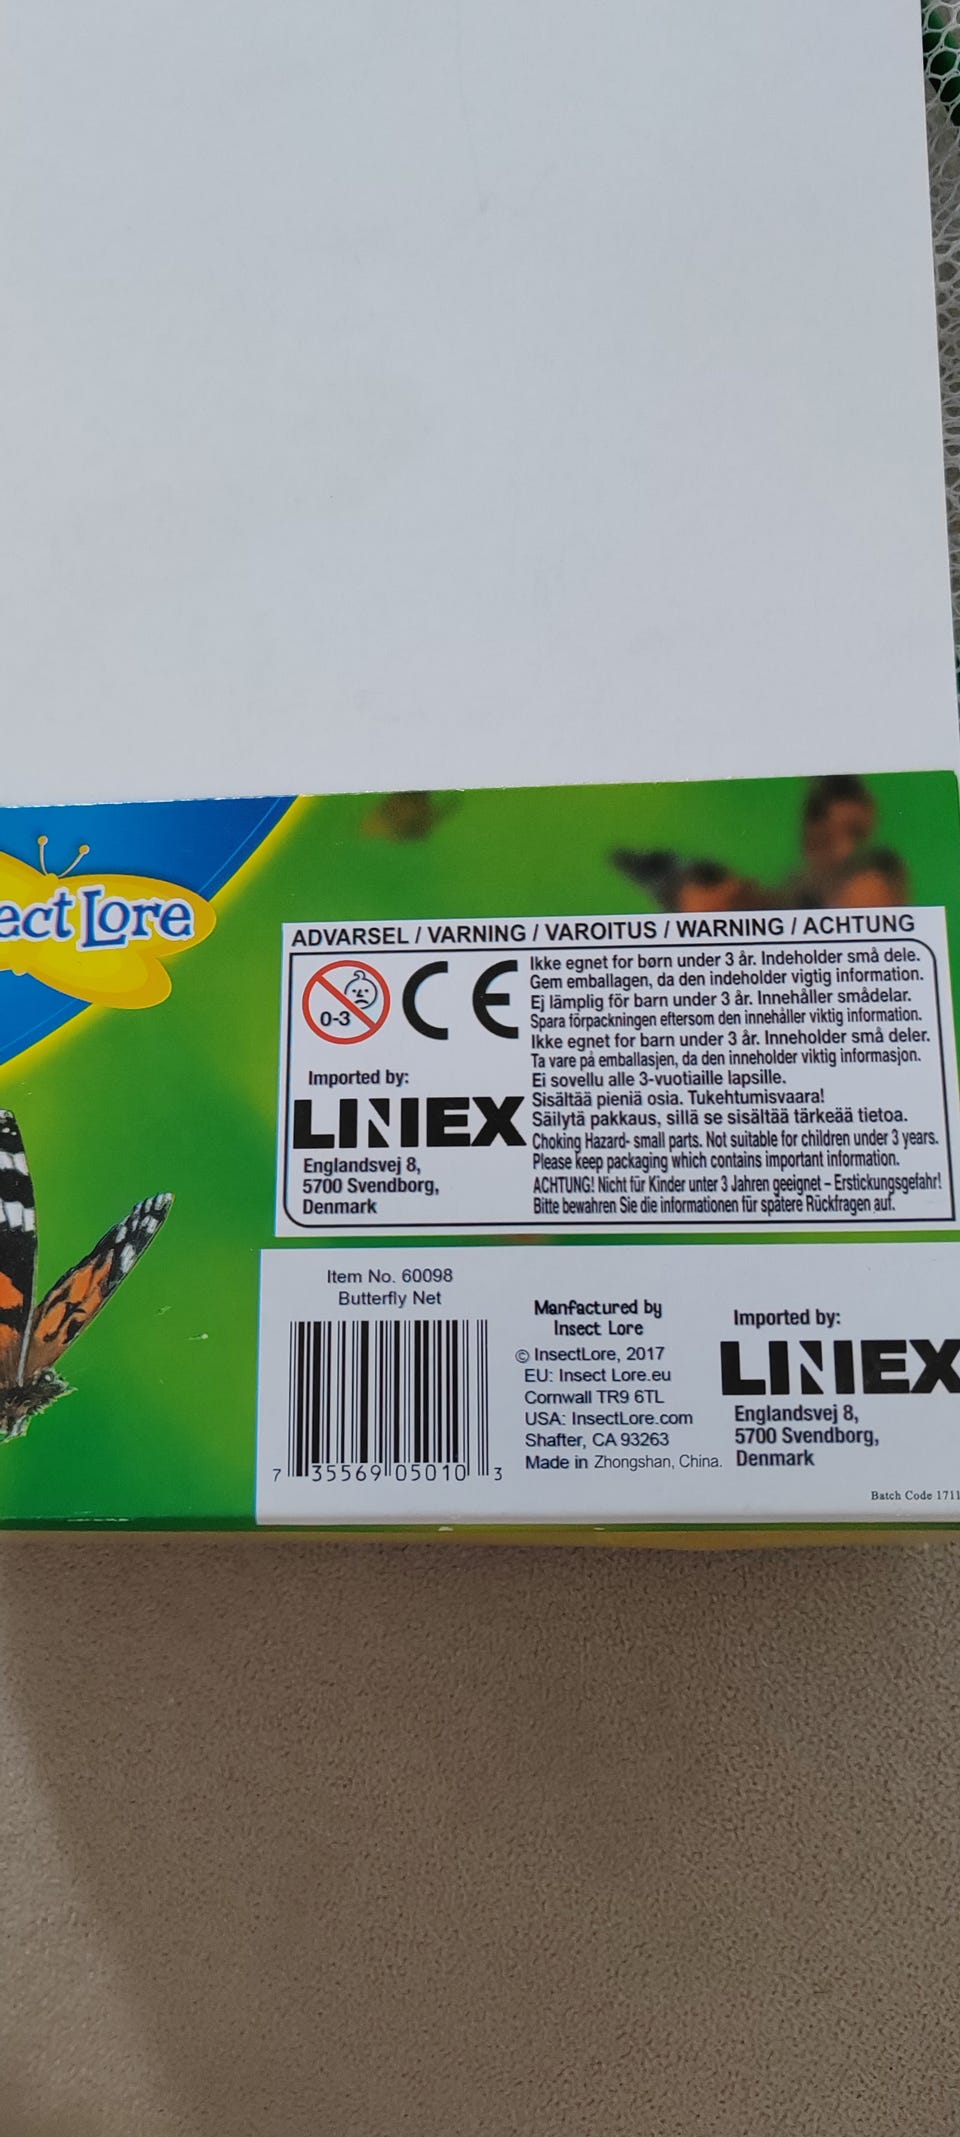 ect Lore
ADVARSEL / VARNING / VAROITUS / WARNING / ACHTUNG
0-3
CE
Ikke egnet for børn under 3 år. Indeholder små dele.
Gem emballagen, da den indeholder vigtig information.
Ej lämplig för barn under 3 år. Innehåller smådelar.
Spara förpackningen eftersom den innehåller viktig information.
Ikke egnet for barn under 3 år. Inneholder små deler.
Ta vare på emballasjen, da den inneholder viktig informasjon.
Ei sovellu alle 3-vuotiaille lapsille.
Sisältää pieniä osia. Tukehtumisvaara!
Säilytä pakkaus, sillä se sisältää tärkeää tietoa.
Choking Hazard- small parts. Not suitable for children under 3 years.
Please keep packaging which contains important information.
ACHTUNG! Nicht für Kinder unter 3 Jahren geeignet – Erstickungsgefahr!
Bitte bewahren Sie die informationen für spätere Rückfragen auf.
Imported by:
LINEX
Englandsvej 8,
5700 Svendborg,
Denmark
Item No. 60098
Butterfly Net
7 35569 05010 3
Manfactured by
Insect Lore
© InsectLore, 2017
EU: Insect Lore.eu
Cornwall TR9 6TL
USA: InsectLore.com
Shafter, CA 93263
Made in Zhongshan, China.
Imported by:
LINEX
Englandsvej 8,
5700 Svendborg,
Denmark
Batch Code 1711